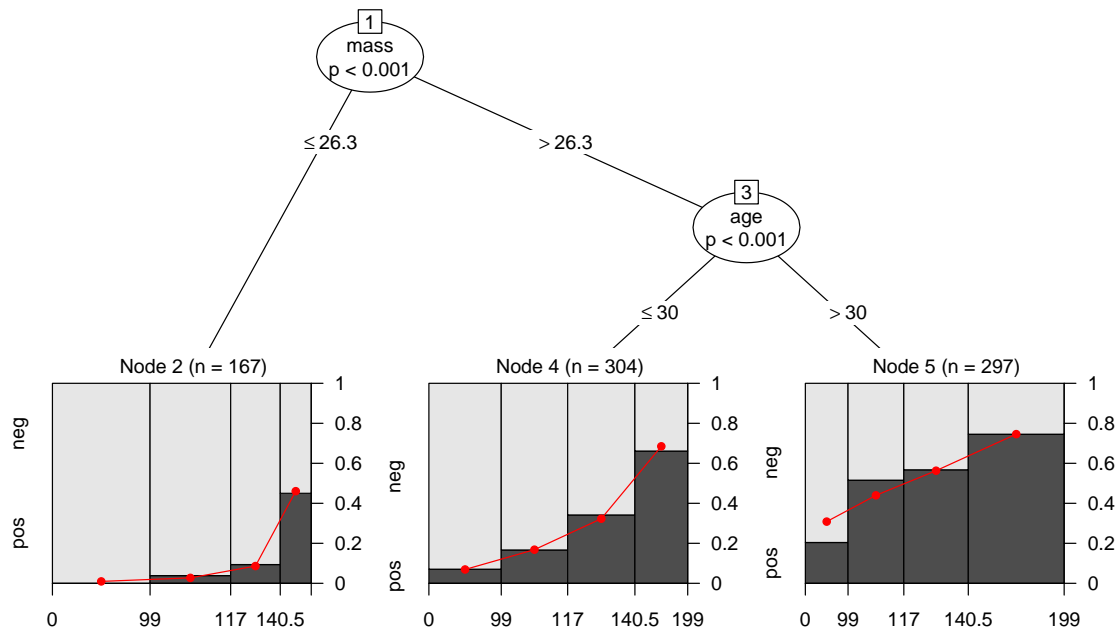 1
mass
p < 0.001
≤ 26.3
> 26.3
3
age
p < 0.001
≤ 30
> 30
Node 2 (n = 167)
pos
neg
0
99
117
140.5
0
0.2
0.4
0.6
0.8
1
Node 4 (n = 304)
pos
neg
0
99
117
140.5
199
0
0.2
0.4
0.6
0.8
1
Node 5 (n = 297)
pos
neg
0
99
117
140.5
199
0
0.2
0.4
0.6
0.8
1